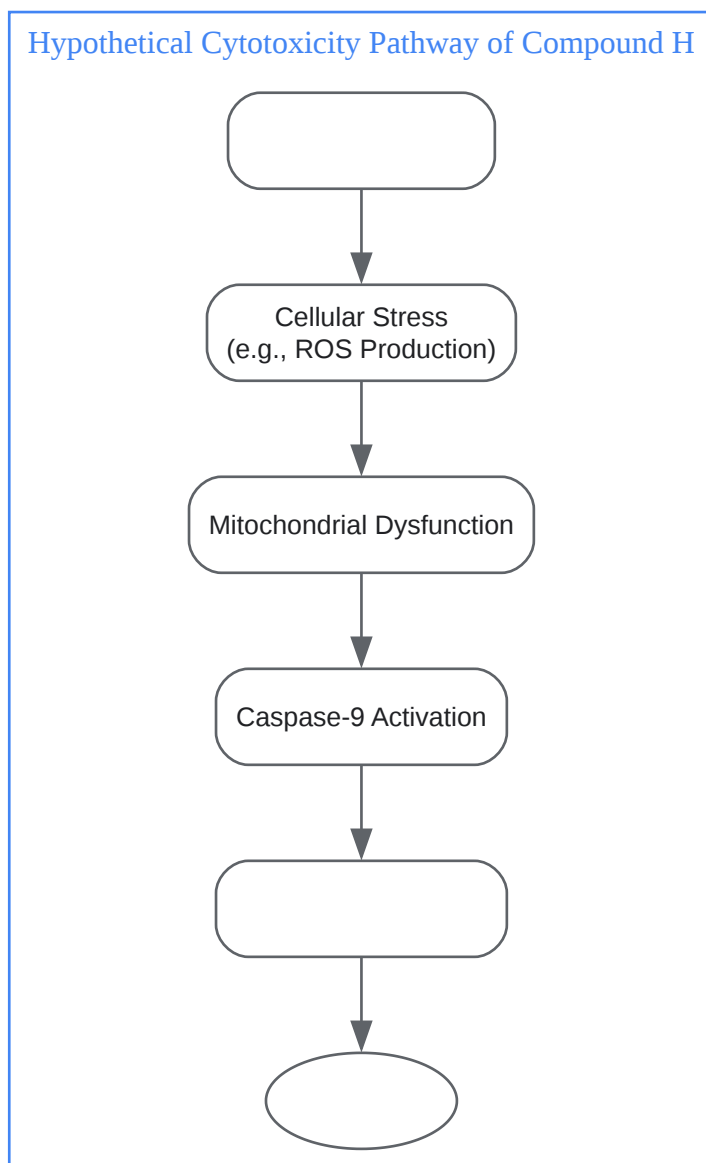 Hypothetical Cytotoxicity Pathway of Compound H
Cellular Stress
(e.g., ROS Production)
Mitochondrial Dysfunction
Caspase-9 Activation